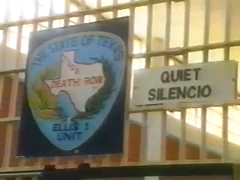 THE STATE OF TEXAS
DEATH ROW
ELLIS I
UNIT
QUIET
SILENCIO